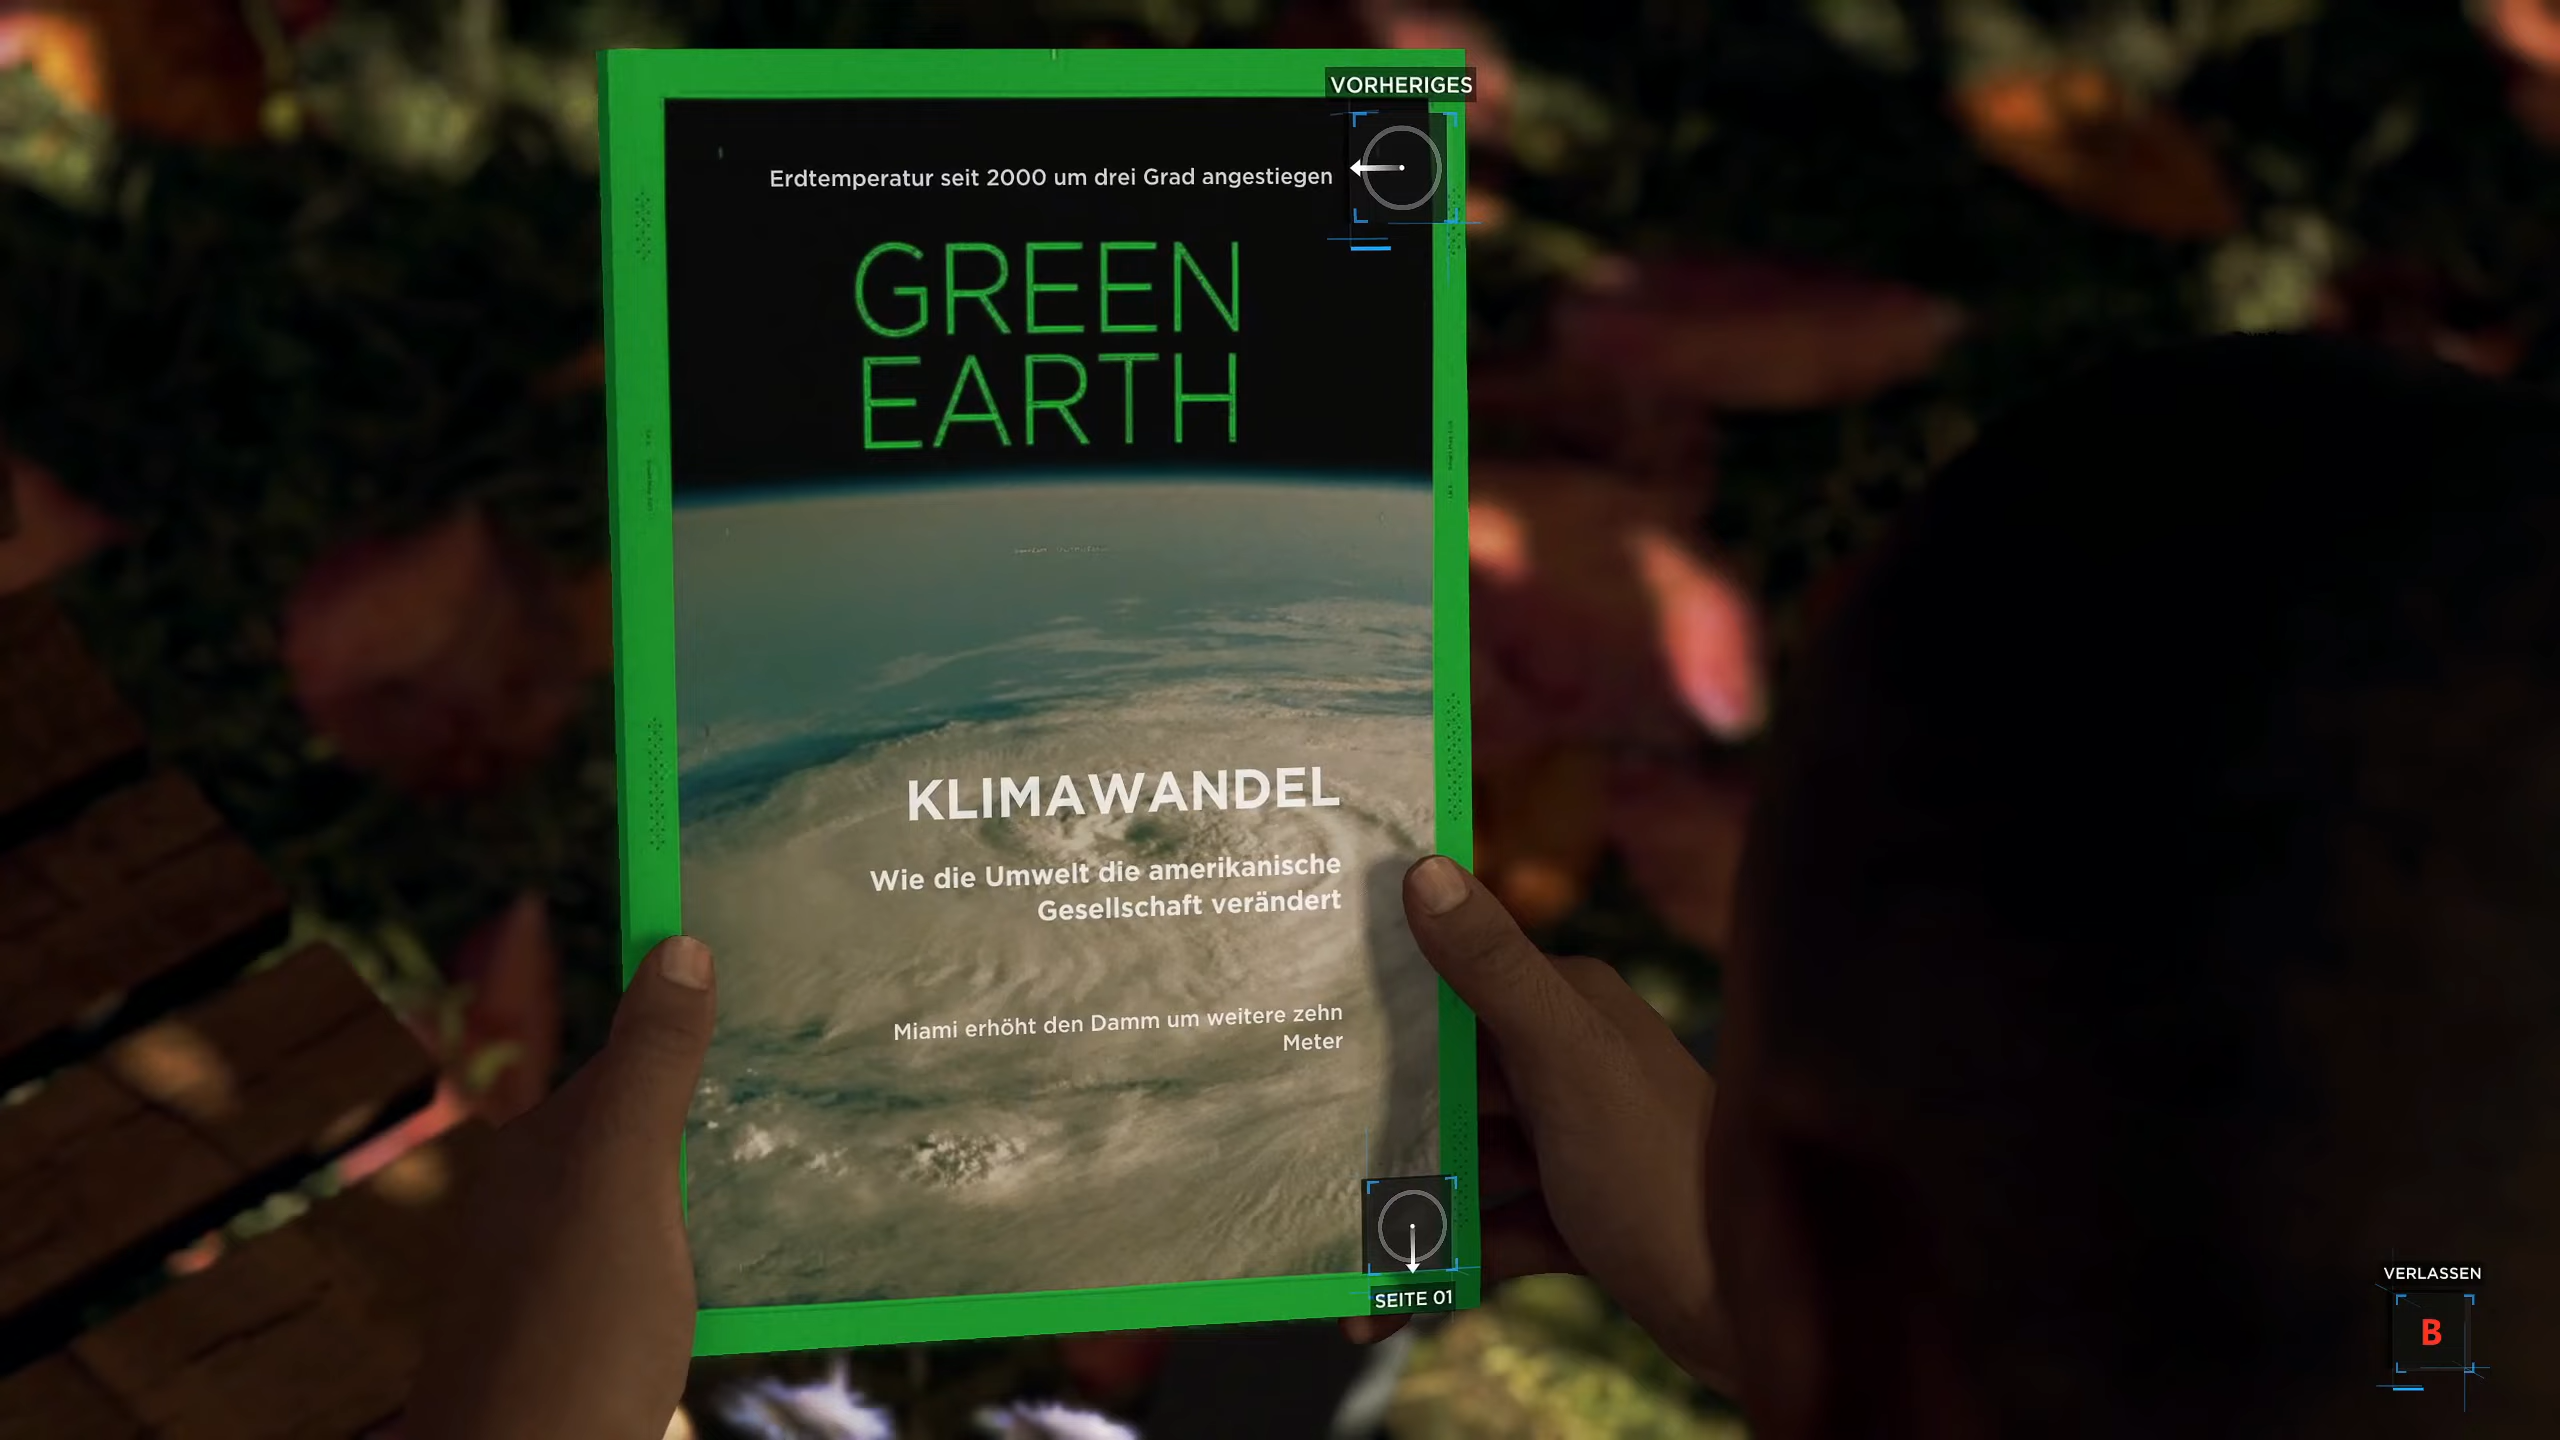 VORHERIGES
Erdtemperatur seit 2000 um drei Grad angestiegen
GREEN
EARTH
KLIMAWANDEL
Wie die Umwelt die amerikanische
Gesellschaft verändert
Miami erhöht den Damm um weitere zehn
Meter
SEITE 01
VERLASSEN
B